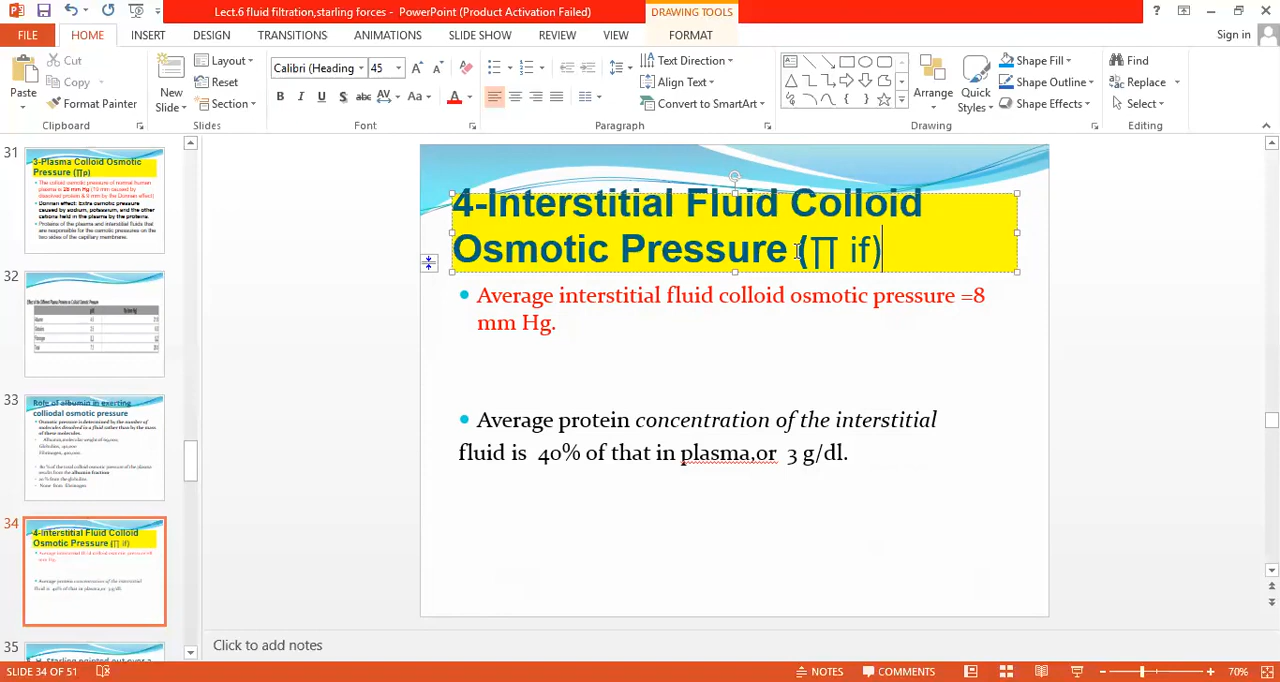 Lect.6 fluid filtration,starling forces - PowerPoint (Product Activation Failed)
DRAWING TOOLS
FILE HOME INSERT DESIGN TRANSITIONS ANIMATIONS SLIDE SHOW REVIEW VIEW FORMAT Sign in
Paste
Cut
Copy
Format Painter
Clipboard
New Slide
Layout
Reset
Section
Slides
Calibri (Heading 45
B I U S abc AV Aa A
Font
Text Direction
Align Text
Convert to SmartArt
Paragraph
Arrange
Quick Styles
Shape Fill
Shape Outline
Shape Effects
Drawing
Find
Replace
Select
Editing
31
3-Plasma Colloid Osmotic
Pressure (∏p)
32
33
Role of albumin in exerting
colliodal osmotic pressure
34
4-Interstitial Fluid Colloid
Osmotic Pressure (∏ if)
35
4-Interstitial Fluid Colloid
Osmotic Pressure (∏ if)
Average interstitial fluid colloid osmotic pressure =8
mm Hg.
Average protein concentration of the interstitial
fluid is 40% of that in plasma,or 3 g/dl.
Click to add notes
SLIDE 34 OF 51
NOTES COMMENTS 70%